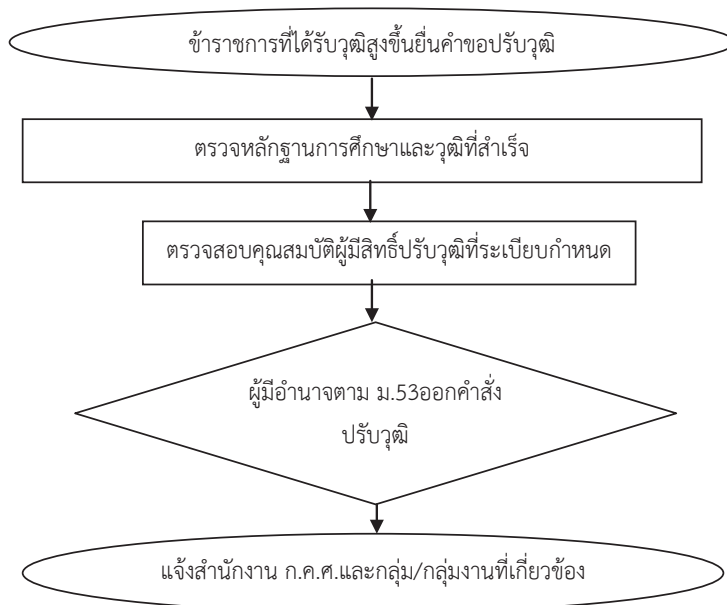 ข้าราชการที่ได้รับวุฒิสูงขึ้นยื่นคำขอปรับวุฒิ
ตรวจหลักฐานการศึกษาและวุฒิที่สำเร็จ
ตรวจสอบคุณสมบัติผู้มีสิทธิ์ปรับวุฒิที่ระเบียบกำหนด
ผู้มีอำนาจตาม ม.53ออกคำสั่ง
ปรับวุฒิ
แจ้งสำนักงาน ก.ค.ศ.และกลุ่ม/กลุ่มงานที่เกี่ยวข้อง